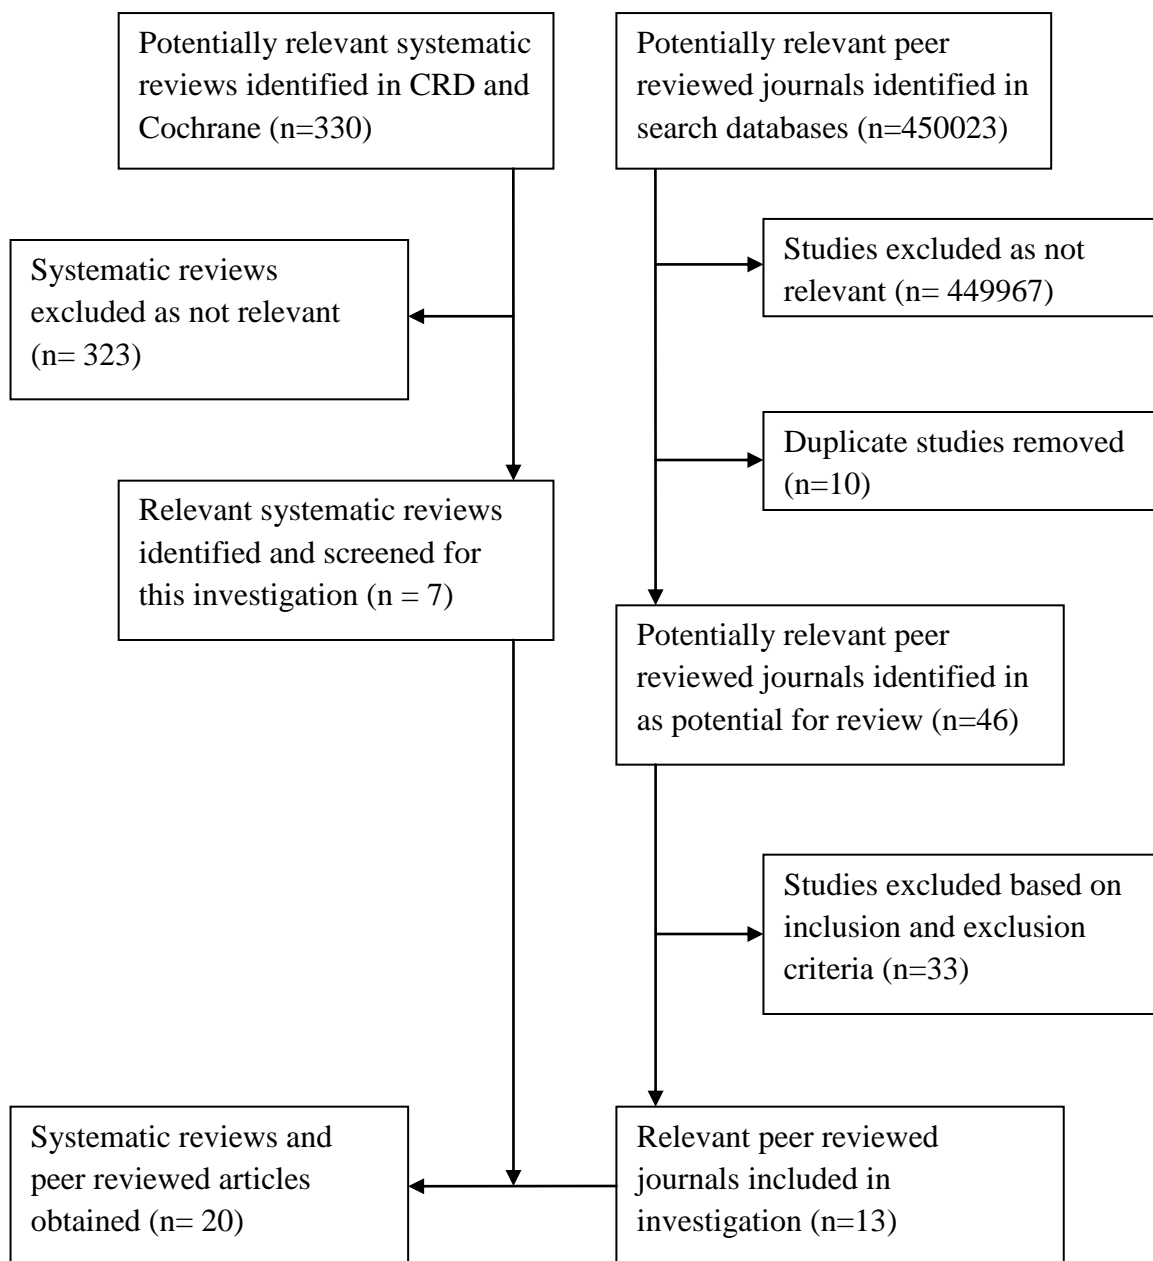 Potentially relevant systematic
reviews identified in CRD and
Cochrane (n=330)
Potentially relevant peer
reviewed journals identified in
search databases (n=450023)
Studies excluded as not
relevant (n= 449967)
Systematic reviews
excluded as not relevant
(n= 323)
Duplicate studies removed
(n=10)
Relevant systematic reviews
identified and screened for
this investigation (n = 7)
Potentially relevant peer
reviewed journals identified in
as potential for review (n=46)
Studies excluded based on
inclusion and exclusion
criteria (n=33)
Systematic reviews and
peer reviewed articles
obtained (n= 20)
Relevant peer reviewed
journals included in
investigation (n=13)